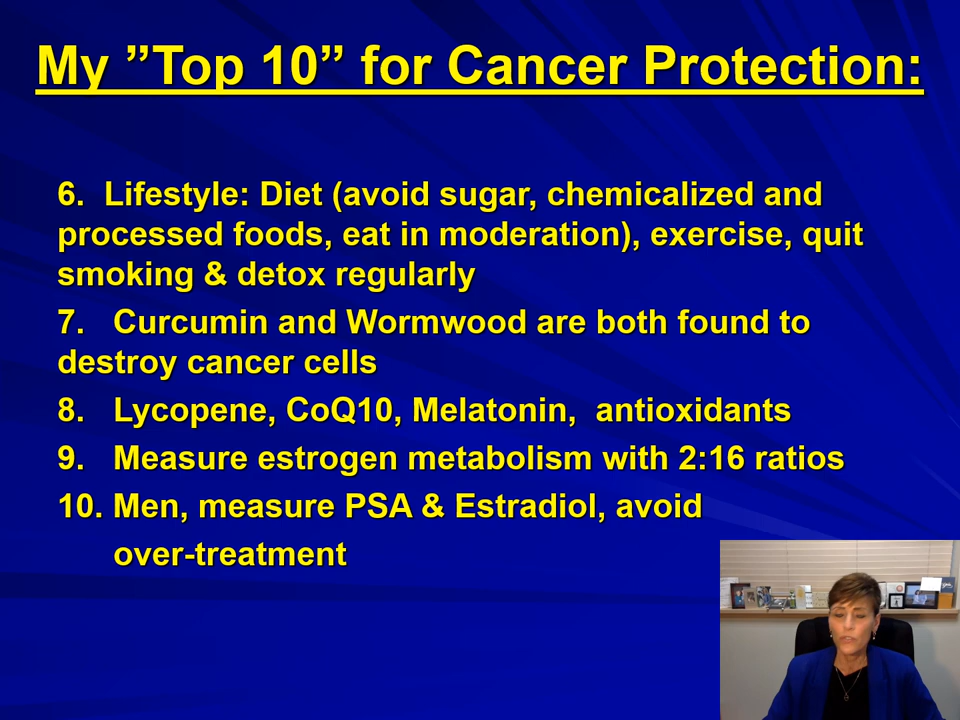 My ”Top 10” for Cancer Protection:
6. Lifestyle: Diet (avoid sugar, chemicalized and
processed foods, eat in moderation), exercise, quit
smoking & detox regularly
7. Curcumin and Wormwood are both found to
destroy cancer cells
8. Lycopene, CoQ10, Melatonin, antioxidants
9. Measure estrogen metabolism with 2:16 ratios
10. Men, measure PSA & Estradiol, avoid
over-treatment